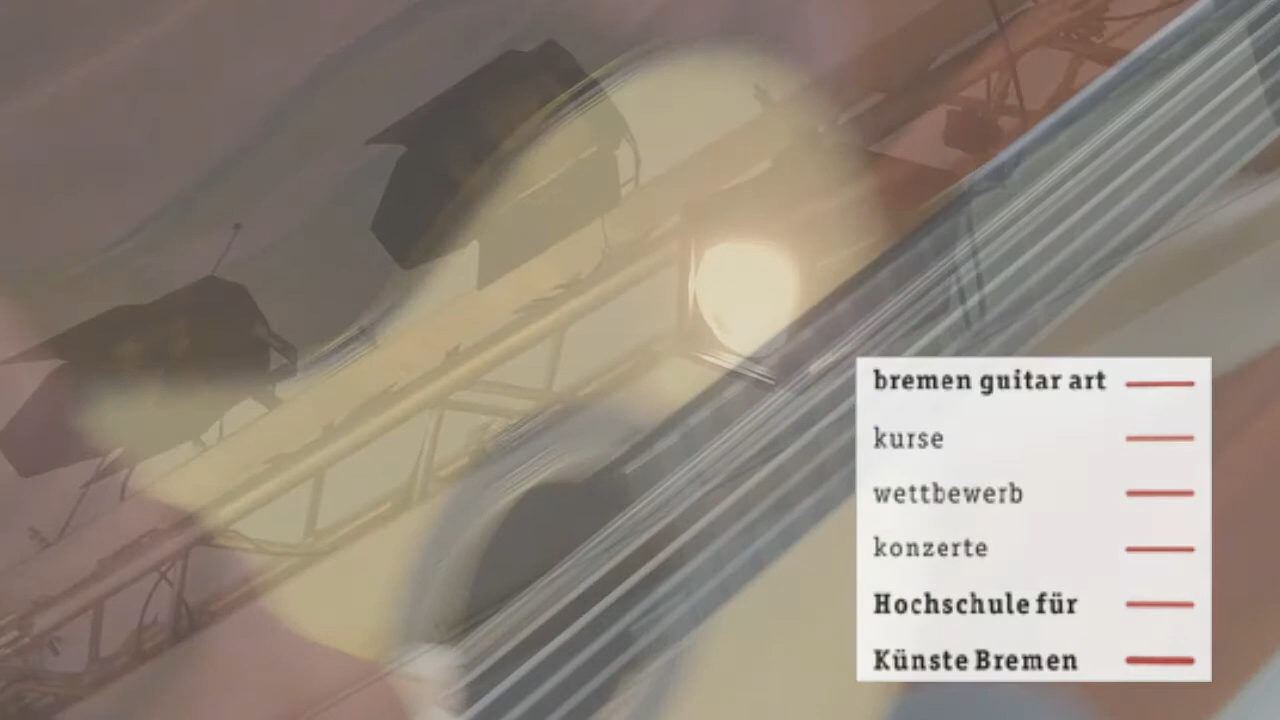 bremen guitar art
kurse
wettbewerb
konzerte
Hochschule für
Künste Bremen